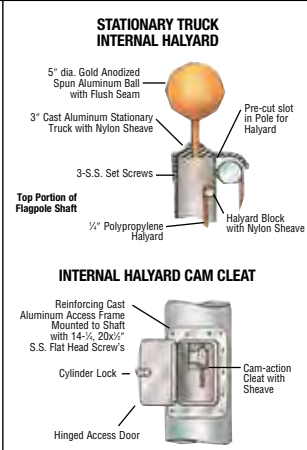 STATIONARY TRUCK
INTERNAL HALYARD
5" dia. Gold Anodized
Spun Aluminum Ball
with Flush Seam
3" Cast Aluminum Stationary
Truck with Nylon Sheave
Pre-cut slot
in Pole for
Halyard
3-S.S. Set Screws
Top Portion of
Flagpole Shaft
¼" Polypropylene
Halyard
Halyard Block
with Nylon Sheave
INTERNAL HALYARD CAM CLEAT
Reinforcing Cast
Aluminum Access Frame
Mounted to Shaft
with 14-¼, 20x½"
S.S. Flat Head Screw's
Cylinder Lock
Cam-action
Cleat with
Sheave
Hinged Access Door